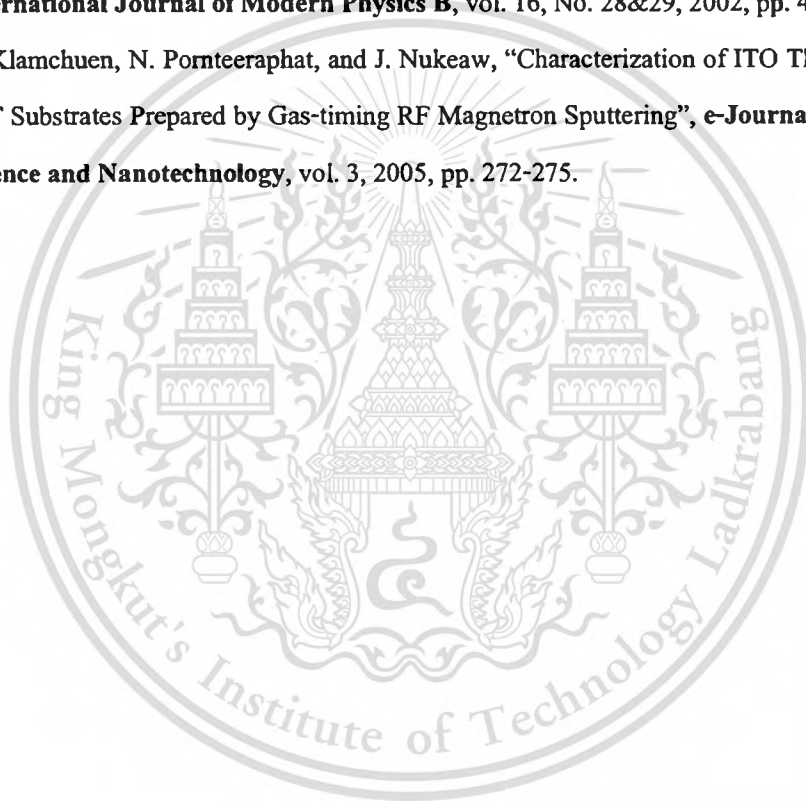 ernational Journal of Modern Physics B, vol. 16, No. 28&29, 2002, pp. 4
Klamchuen, N. Pornteeraphat, and J. Nukeaw, “Characterization of ITO T
Substrates Prepared by Gas-timing RF Magnetron Sputtering”, e-Journa
ence and Nanotechnology, vol. 3, 2005, pp. 272-275.
King Mongkut's Institute of Technology Ladkrabang